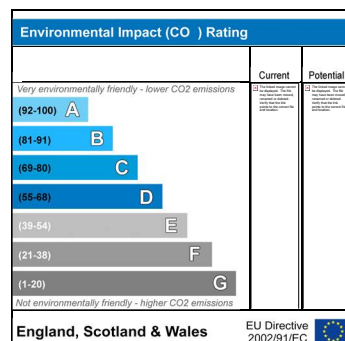 Environmental Impact (CO ) Rating
Current Potential
Very environmentally friendly - lower CO2 emissions
(92-100) A
(81-91) B
(69-80) C
(55-68) D
(39-54) E
(21-38) F
(1-20) G
Not environmentally friendly - higher CO2 emissions
England, Scotland & Wales
EU Directive
2002/91/EC